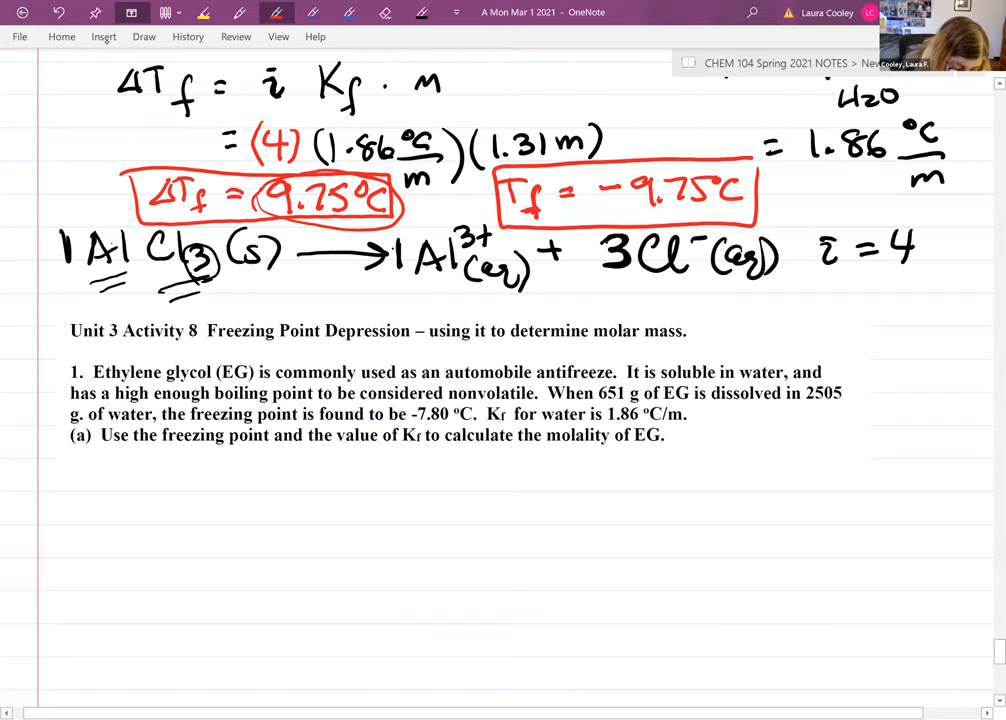 A Mon Mar 1 2021 - OneNote
Laura Cooley LC
File Home Insert Draw History Review View Help
CHEM 104 Spring 2021 NOTES > New
Cooley, Laura F.
ΔTf = i Kf · m
H2O
= (4) (1.86 °C/m) (1.31 m)
= 1.86 °C/m
ΔTf = 9.75°C
Tf = -9.75°C
1 AlCl3 (s) → 1 Al3+ (aq) + 3Cl- (aq) i = 4
Unit 3 Activity 8 Freezing Point Depression – using it to determine molar mass.
1. Ethylene glycol (EG) is commonly used as an automobile antifreeze. It is soluble in water, and
has a high enough boiling point to be considered nonvolatile. When 651 g of EG is dissolved in 2505
g. of water, the freezing point is found to be -7.80 °C. Kf for water is 1.86 °C/m.
(a) Use the freezing point and the value of Kf to calculate the molality of EG.